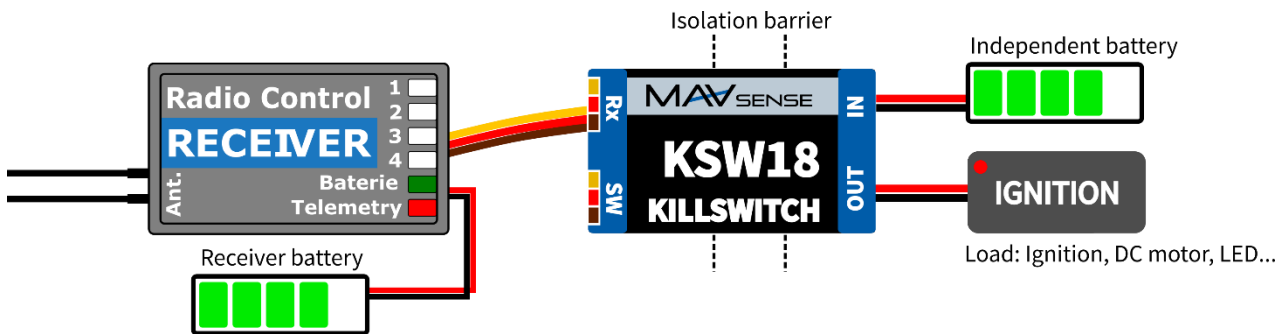 Isolation barrier
Independent battery
Radio Control
RECEIVER
Ant.
1
2
3
4
Baterie
Telemetry
Receiver battery
Rx
SW
MAVSENSE
KSW18
KILLSWITCH
IN
OUT
IGNITION
Load: Ignition, DC motor, LED...